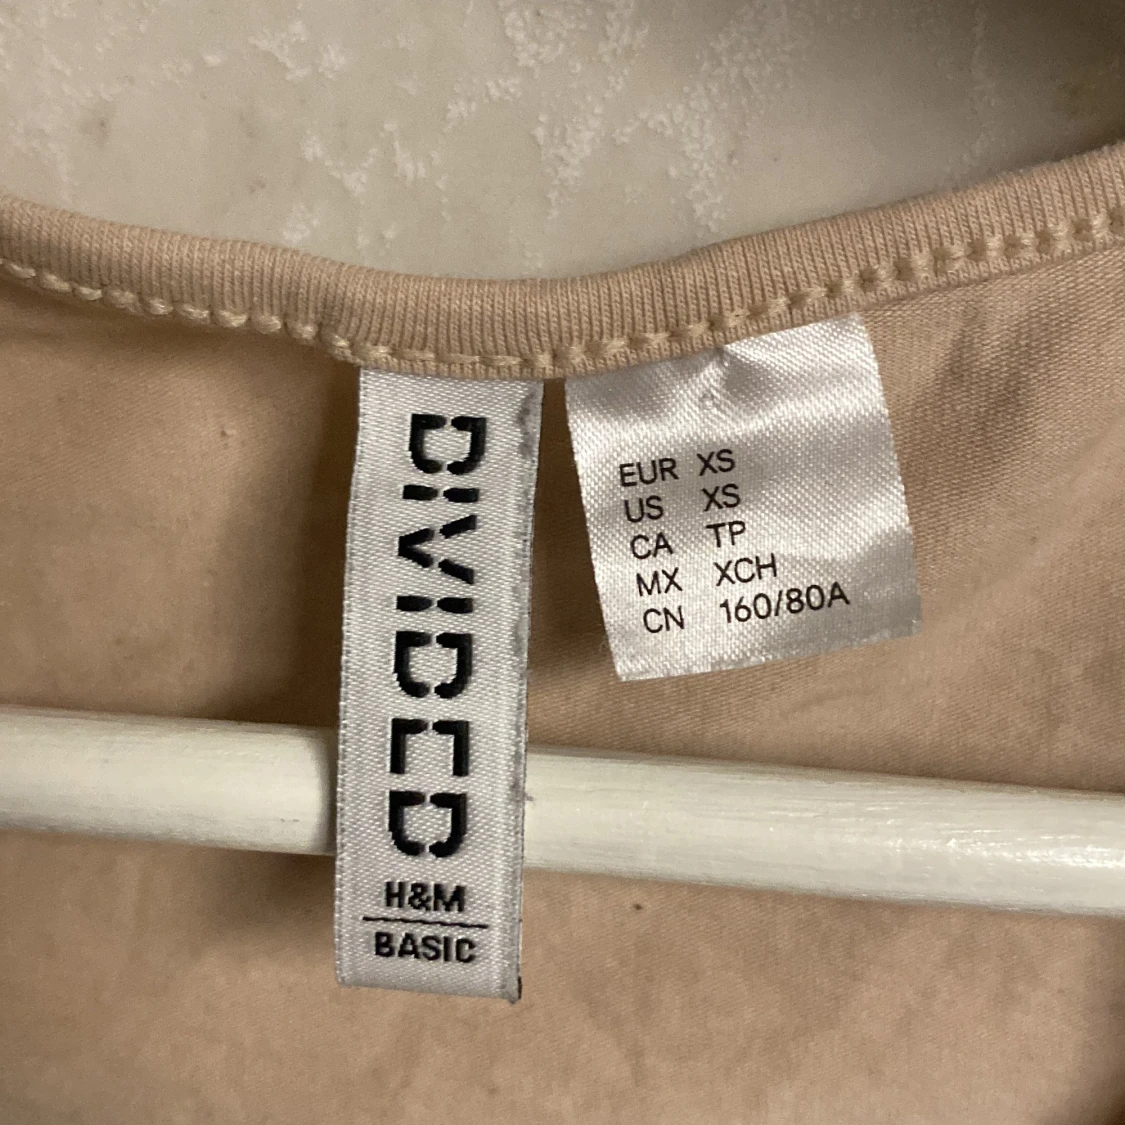 DIVIDED
H&M
BASIC
EUR XS
US XS
CA TP
MX XCH
CN 160/80A